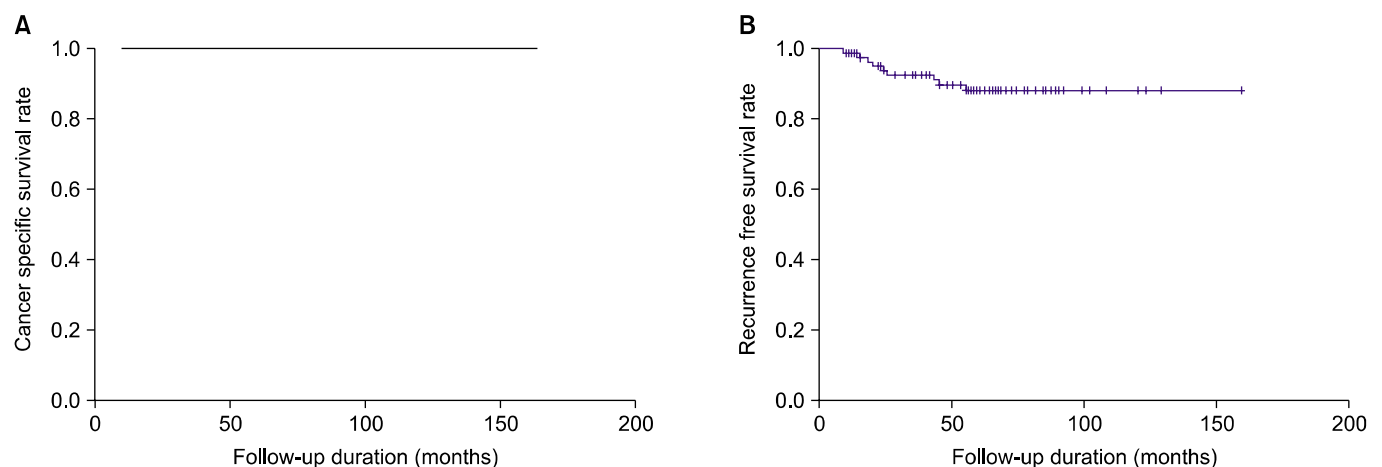 A
1.0
0.8
0.6
0.4
0.2
0.0
Cancer specific survival rate
0 50 100 150 200
Follow-up duration (months)
B
1.0
0.8
0.6
0.4
0.2
0.0
Recurrence free survival rate
0 50 100 150 200
Follow-up duration (months)